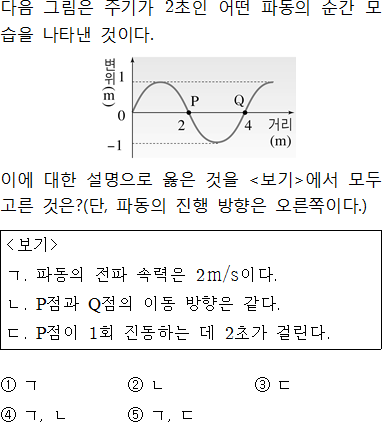 다음 그림은 주기가 2초인 어떤 파동의 순간 모
습을 나타낸 것이다.
변위(m)
1
P
Q
0
2
4
거리
(m)
-1
이에 대한 설명으로 옳은 것을 <보기>에서 모두
고른 것은?(단, 파동의 진행 방향은 오른쪽이다.)
<보기>
ㄱ. 파동의 전파 속력은 2m/s이다.
ㄴ. P점과 Q점의 이동 방향은 같다.
ㄷ. P점이 1회 진동하는 데 2초가 걸린다.
① ㄱ ② ㄴ ③ ㄷ
④ ㄱ, ㄴ ⑤ ㄱ, ㄷ